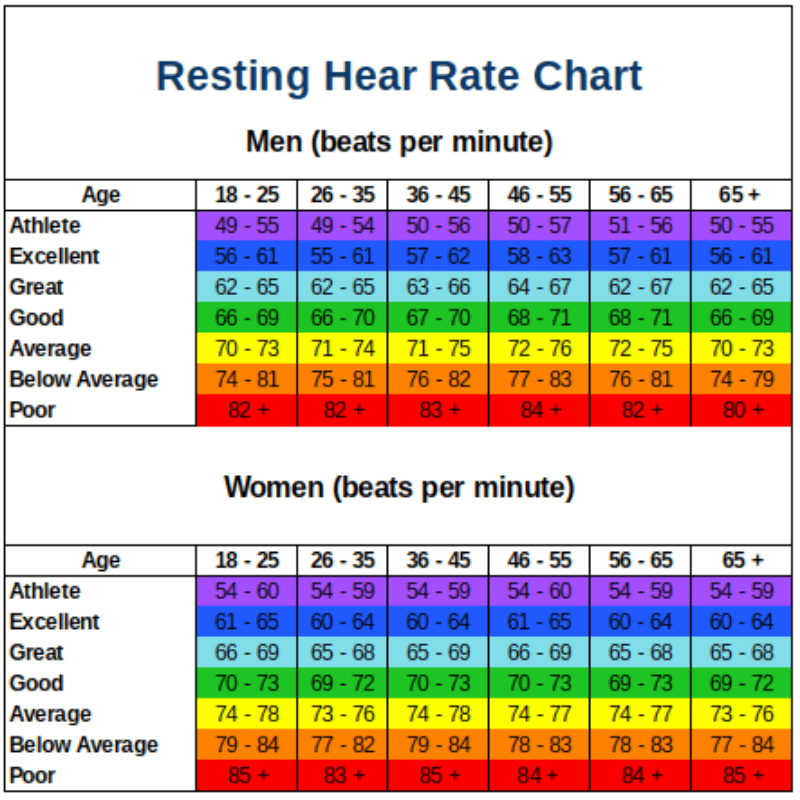 Resting Hear Rate Chart
Men (beats per minute)
Age 18 - 25 26 - 35 36 - 45 46 - 55 56 - 65 65 +
Athlete 49 - 55 49 - 54 50 - 56 50 - 57 51 - 56 50 - 55
Excellent 56 - 61 55 - 61 57 - 62 58 - 63 57 - 61 56 - 61
Great 62 - 65 62 - 65 63 - 66 64 - 67 62 - 67 62 - 65
Good 66 - 69 66 - 70 67 - 70 68 - 71 68 - 71 66 - 69
Average 70 - 73 71 - 74 71 - 75 72 - 76 72 - 75 70 - 73
Below Average 74 - 81 75 - 81 76 - 82 77 - 83 76 - 81 74 - 79
Poor 82 + 82 + 83 + 84 + 82 + 80 +
Women (beats per minute)
Age 18 - 25 26 - 35 36 - 45 46 - 55 56 - 65 65 +
Athlete 54 - 60 54 - 59 54 - 59 54 - 60 54 - 59 54 - 59
Excellent 61 - 65 60 - 64 60 - 64 61 - 65 60 - 64 60 - 64
Great 66 - 69 65 - 68 65 - 69 66 - 69 65 - 68 65 - 68
Good 70 - 73 69 - 72 70 - 73 70 - 73 69 - 73 69 - 72
Average 74 - 78 73 - 76 74 - 78 74 - 77 74 - 77 73 - 76
Below Average 79 - 84 77 - 82 79 - 84 78 - 83 78 - 83 77 - 84
Poor 85 + 83 + 85 + 84 + 84 + 85 +